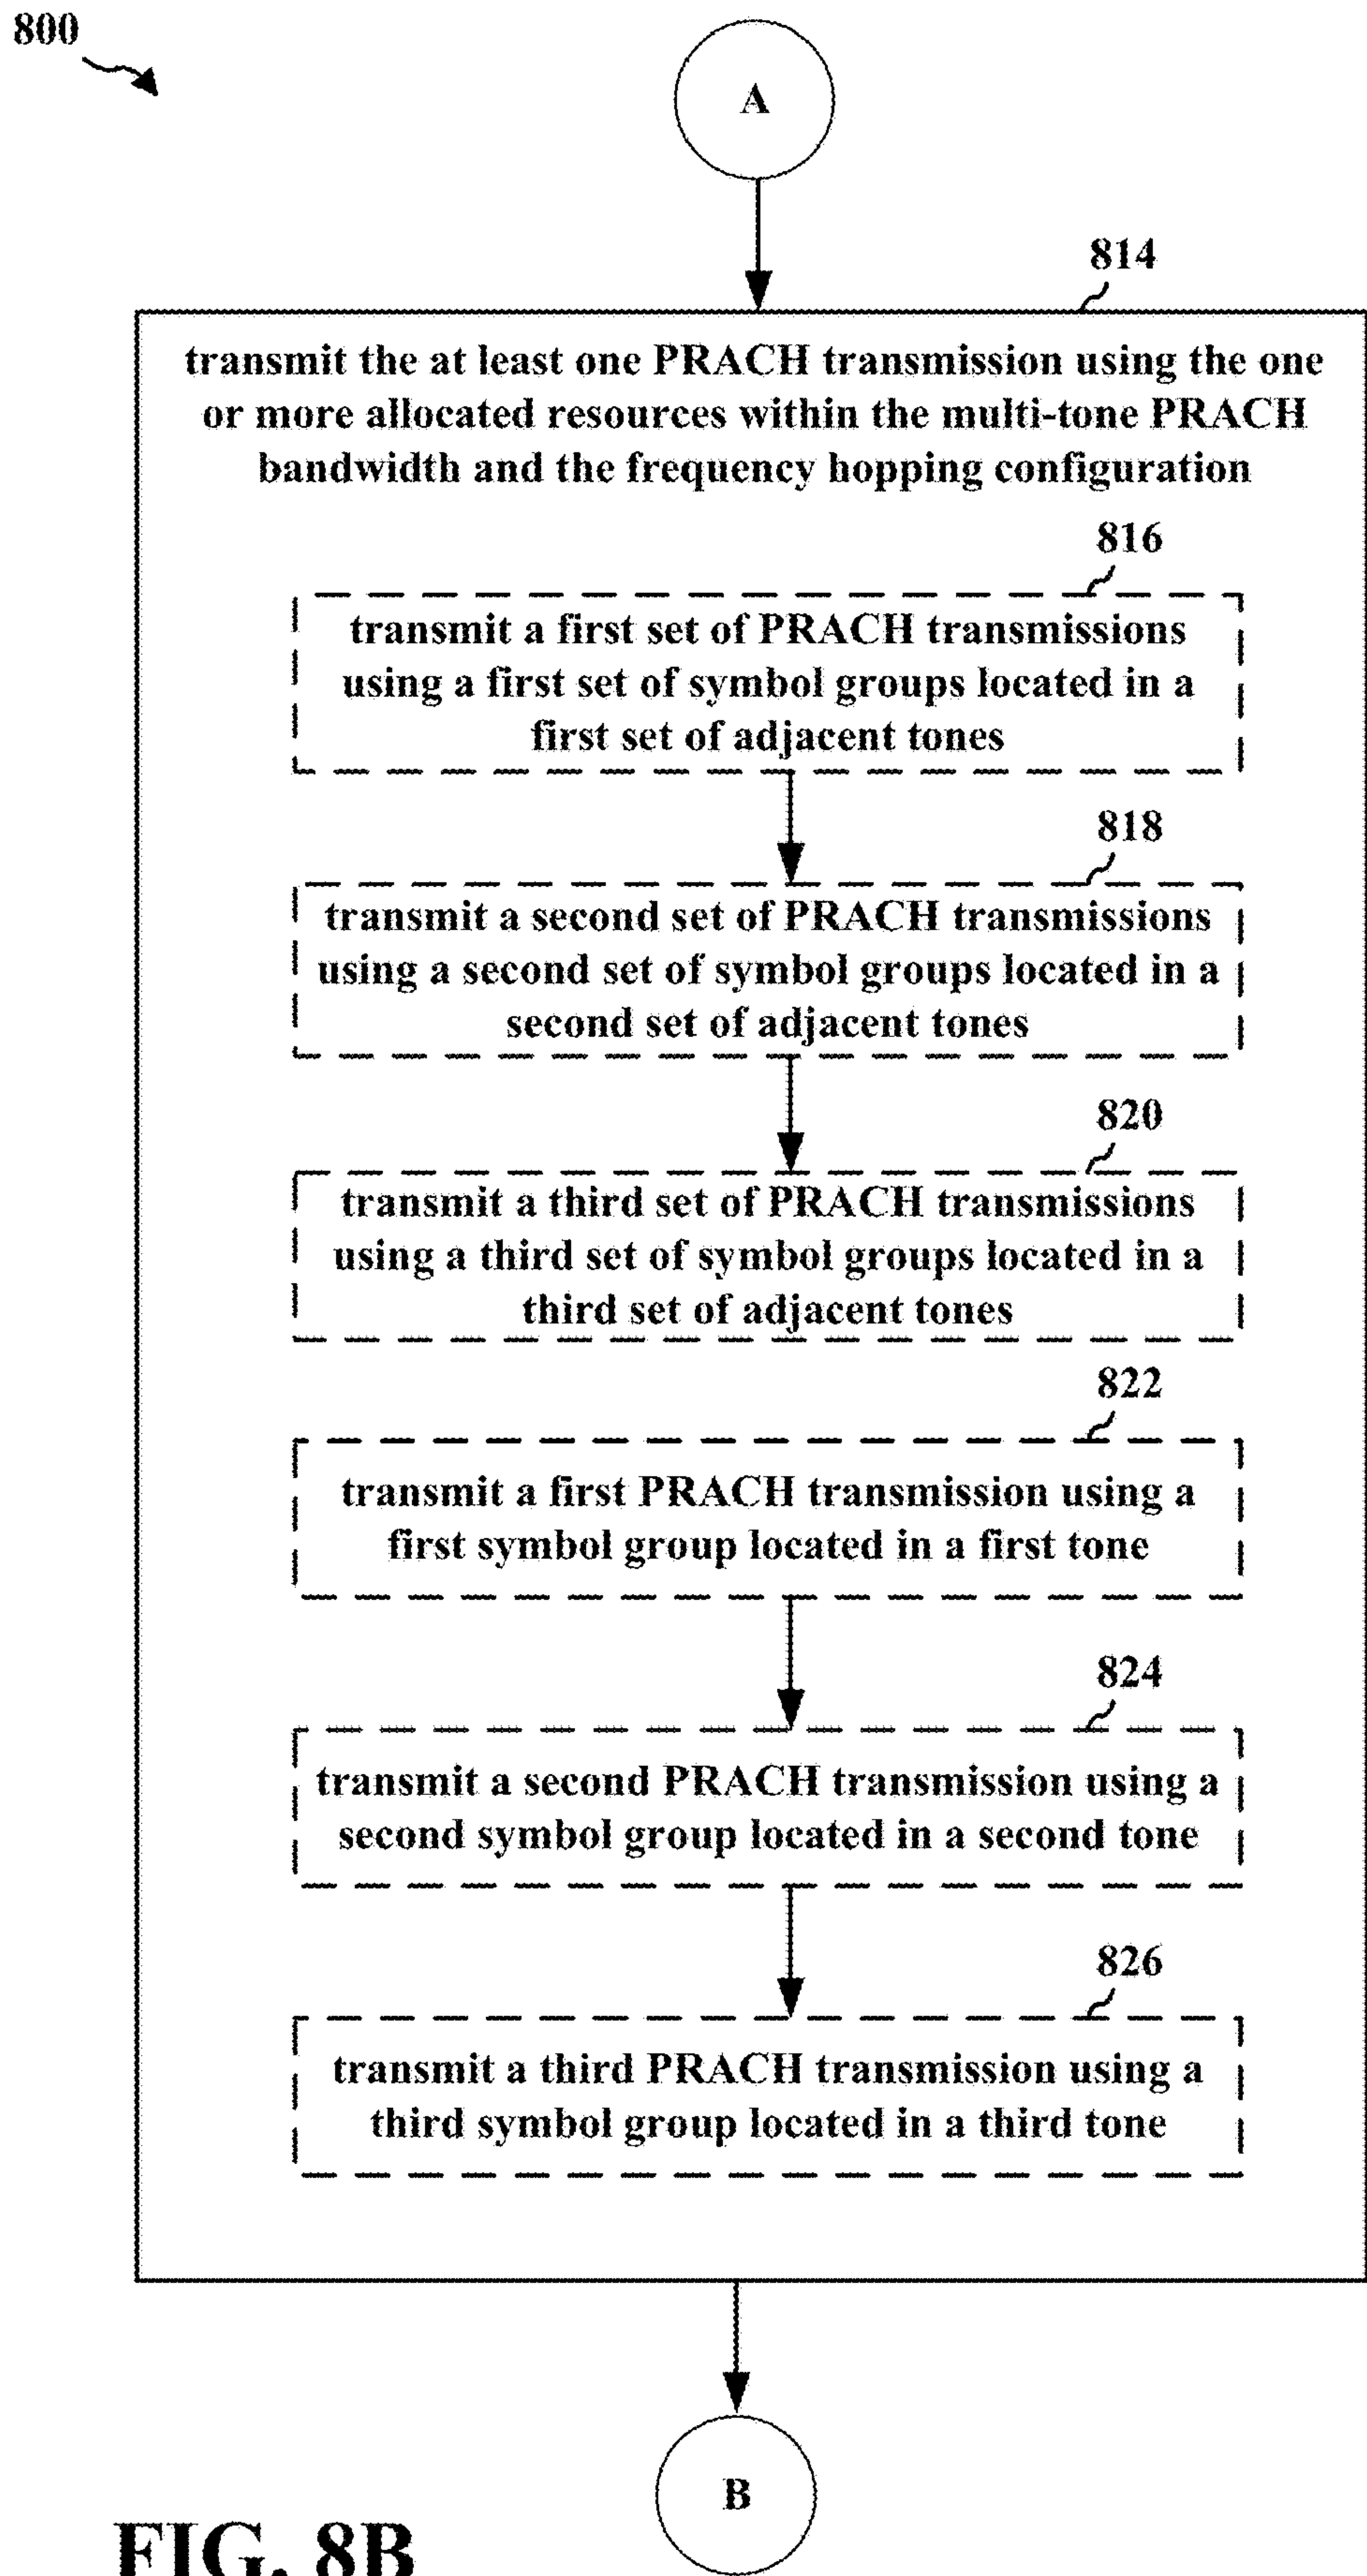 800
A
814
transmit the at least one PRACH transmission using the one
or more allocated resources within the multi-tone PRACH
bandwidth and the frequency hopping configuration
816
transmit a first set of PRACH transmissions
using a first set of symbol groups located in a
first set of adjacent tones
818
transmit a second set of PRACH transmissions
using a second set of symbol groups located in a
second set of adjacent tones
820
transmit a third set of PRACH transmissions
using a third set of symbol groups located in a
third set of adjacent tones
822
transmit a first PRACH transmission using a
first symbol group located in a first tone
824
transmit a second PRACH transmission using a
second symbol group located in a second tone
826
transmit a third PRACH transmission using a
third symbol group located in a third tone
B
FIG. 8B